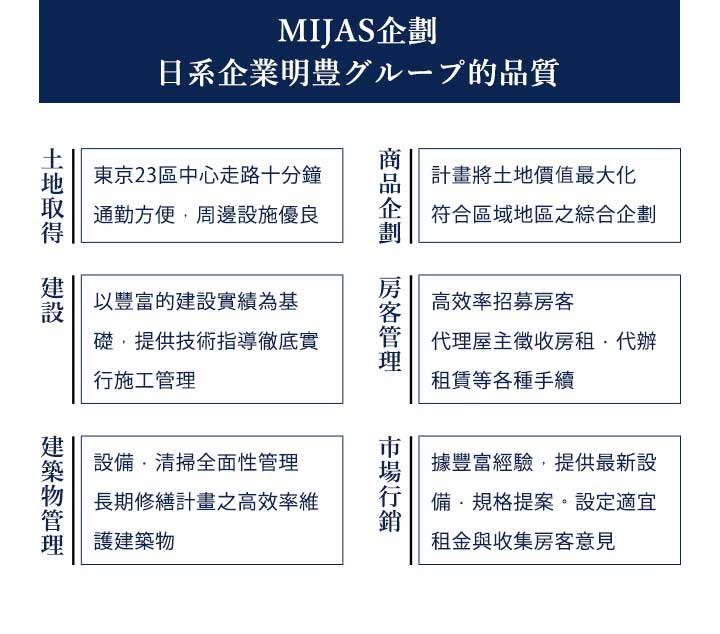 MIJAS企劃
日系企業明豊グループ的品質
土地取得
東京23區中心走路十分鐘
通勤方便，周邊設施優良
商品企劃
計畫將土地價值最大化
符合區域地區之綜合企劃
建設
以豐富的建設實績為基
礎，提供技術指導徹底實
行施工管理
房客管理
高效率招募房客
代理屋主徵收房租．代辦
租賃等各種手續
建築物管理
設備．清掃全面性管理
長期修繕計畫之高效率維
護建築物
市場行銷
據豐富經驗，提供最新設
備．規格提案。設定適宜
租金與收集房客意見